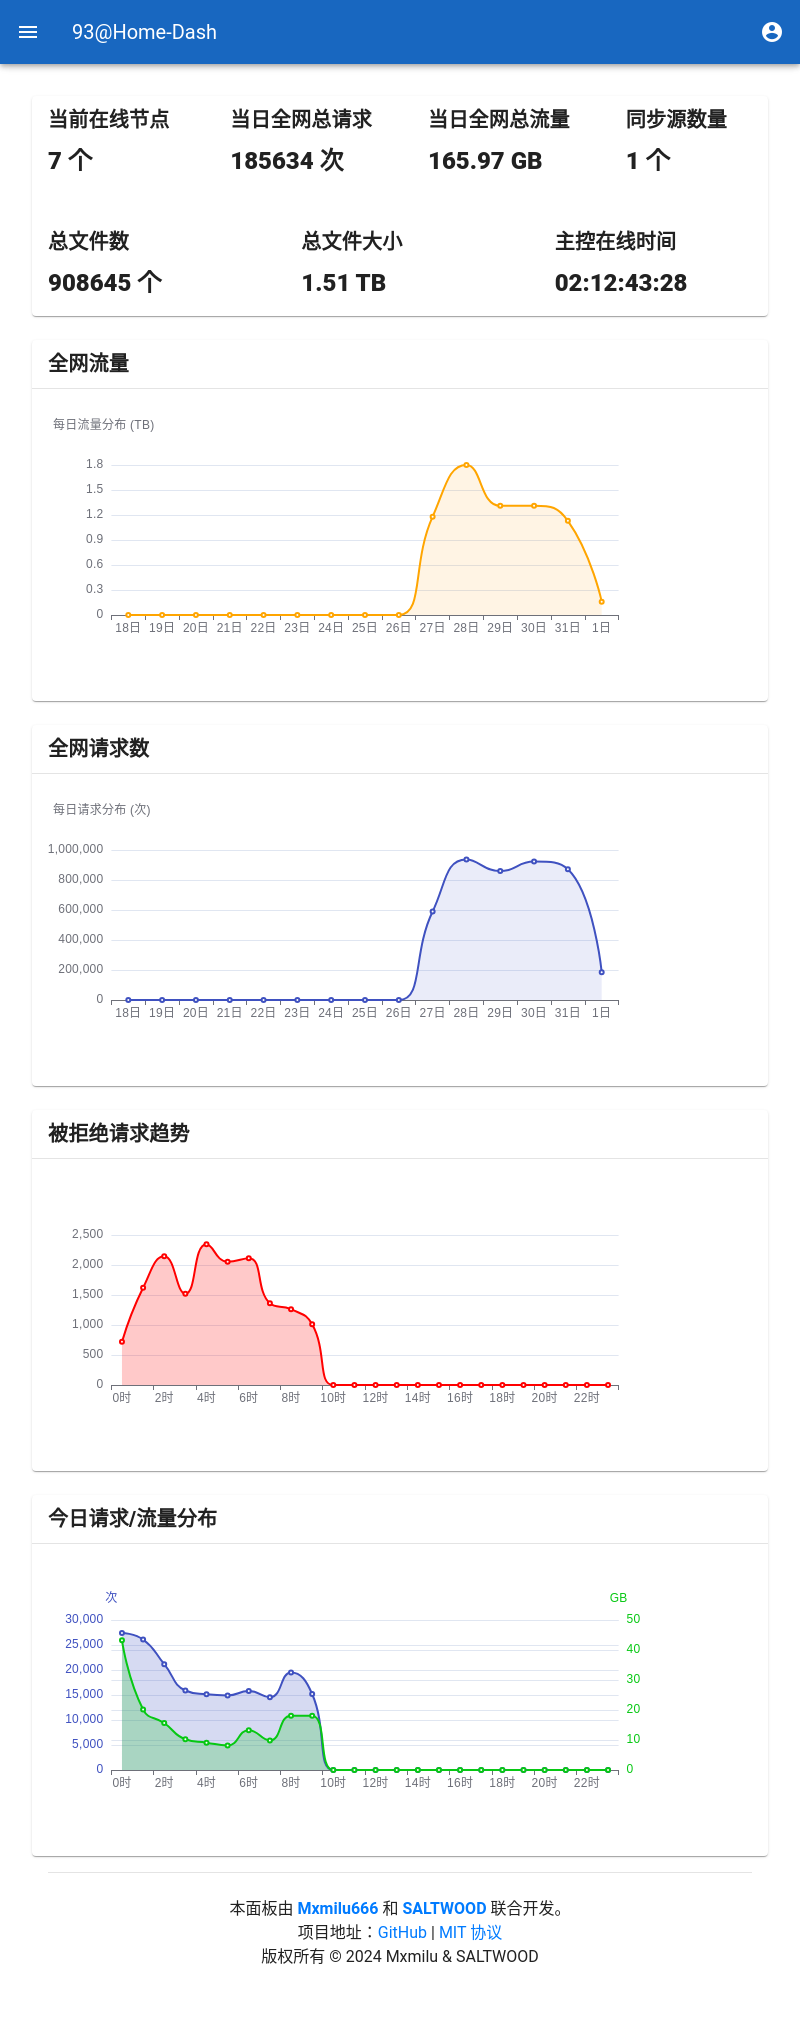 93@Home-Dash
当前在线节点 当日全网总请求 当日全网总流量 同步源数量
7 个 185634 次 165.97 GB 1 个
总文件数 总文件大小 主控在线时间
908645 个 1.51 TB 02:12:43:28
全网流量
每日流量分布 (TB)
1.8
1.5
1.2
0.9
0.6
0.3
0
18日 19日 20日 21日 22日 23日 24日 25日 26日 27日 28日 29日 30日 31日 1日
全网请求数
每日请求分布 (次)
1,000,000
800,000
600,000
400,000
200,000
0
18日 19日 20日 21日 22日 23日 24日 25日 26日 27日 28日 29日 30日 31日 1日
被拒绝请求趋势
2,500
2,000
1,500
1,000
500
0
0时 2时 4时 6时 8时 10时 12时 14时 16时 18时 20时 22时
今日请求/流量分布
次 GB
30,000 50
25,000 40
20,000 30
15,000 20
10,000 10
5,000
0 0
0时 2时 4时 6时 8时 10时 12时 14时 16时 18时 20时 22时
本面板由 Mxmilu666 和 SALTWOOD 联合开发。
项目地址：GitHub | MIT 协议
版权所有 © 2024 Mxmilu & SALTWOOD